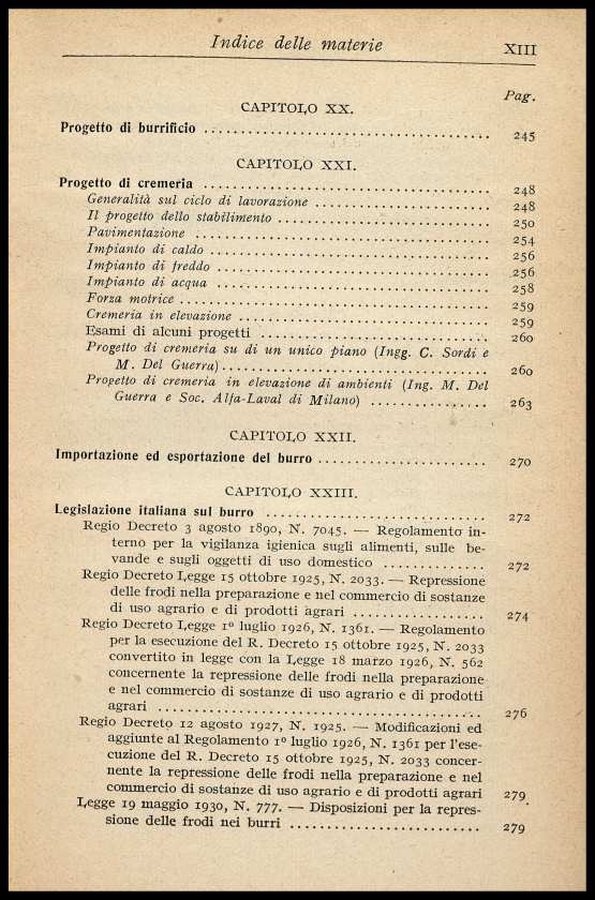 Indice delle materie XIII
Pag.
CAPITOLO XX.
Progetto di burrificio ...................................... 245
CAPITOLO XXI.
Progetto di cremeria ...................................... 248
Generalità sul ciclo di lavorazione ........................ 248
Il progetto dello stabilimento ............................. 250
Pavimentazione ........................................ 254
Impianto di caldo ...................................... 256
Impianto di freddo ..................................... 256
Impianto di acqua ..................................... 258
Forza motrice .......................................... 259
Cremeria in elevazione .................................. 259
Esami di alcuni progetti ................................ 260
Progetto di cremeria su di un unico piano (Ingg. C. Sordi e
M. Del Guerra) .................................... 260
Propetto di cremeria in elevazione di ambienti (Ing. M. Del
Guerra e Soc. Alfa-Laval di Milano) ................ 263
CAPITOLO XXII.
Importazione ed esportazione del burro ....................... 270
CAPITOLO XXIII.
Legislazione italiana sul burro .............................. 272
Regio Decreto 3 agosto 1890, N. 7045. — Regolamento in-
terno per la vigilanza igienica sugli alimenti, sulle be-
vande e sugli oggetti di uso domestico .............. 272
Regio Decreto Legge 15 ottobre 1925, N. 2033. — Repressione
delle frodi nella preparazione e nel commercio di sostanze
di uso agrario e di prodotti agrari .................. 274
Regio Decreto Legge 1º luglio 1926, N. 1361. — Regolamento
per la esecuzione del R. Decreto 15 ottobre 1925, N. 2033
convertito in legge con la Legge 18 marzo 1926, N. 562
concernente la repressione delle frodi nella preparazione
e nel commercio di sostanze di uso agrario e di prodotti
agrari ............................................. 276
Regio Decreto 12 agosto 1927, N. 1925. — Modificazioni ed
aggiunte al Regolamento 1º luglio 1926, N. 1361 per l'ese-
cuzione del R. Decreto 15 ottobre 1925, N. 2033 concer-
nente la repressione delle frodi nella preparazione e nel
commercio di sostanze di uso agrario e di prodotti agrari 279
Legge 19 maggio 1930, N. 777. — Disposizioni per la repres-
sione delle frodi nei burri .......................... 279